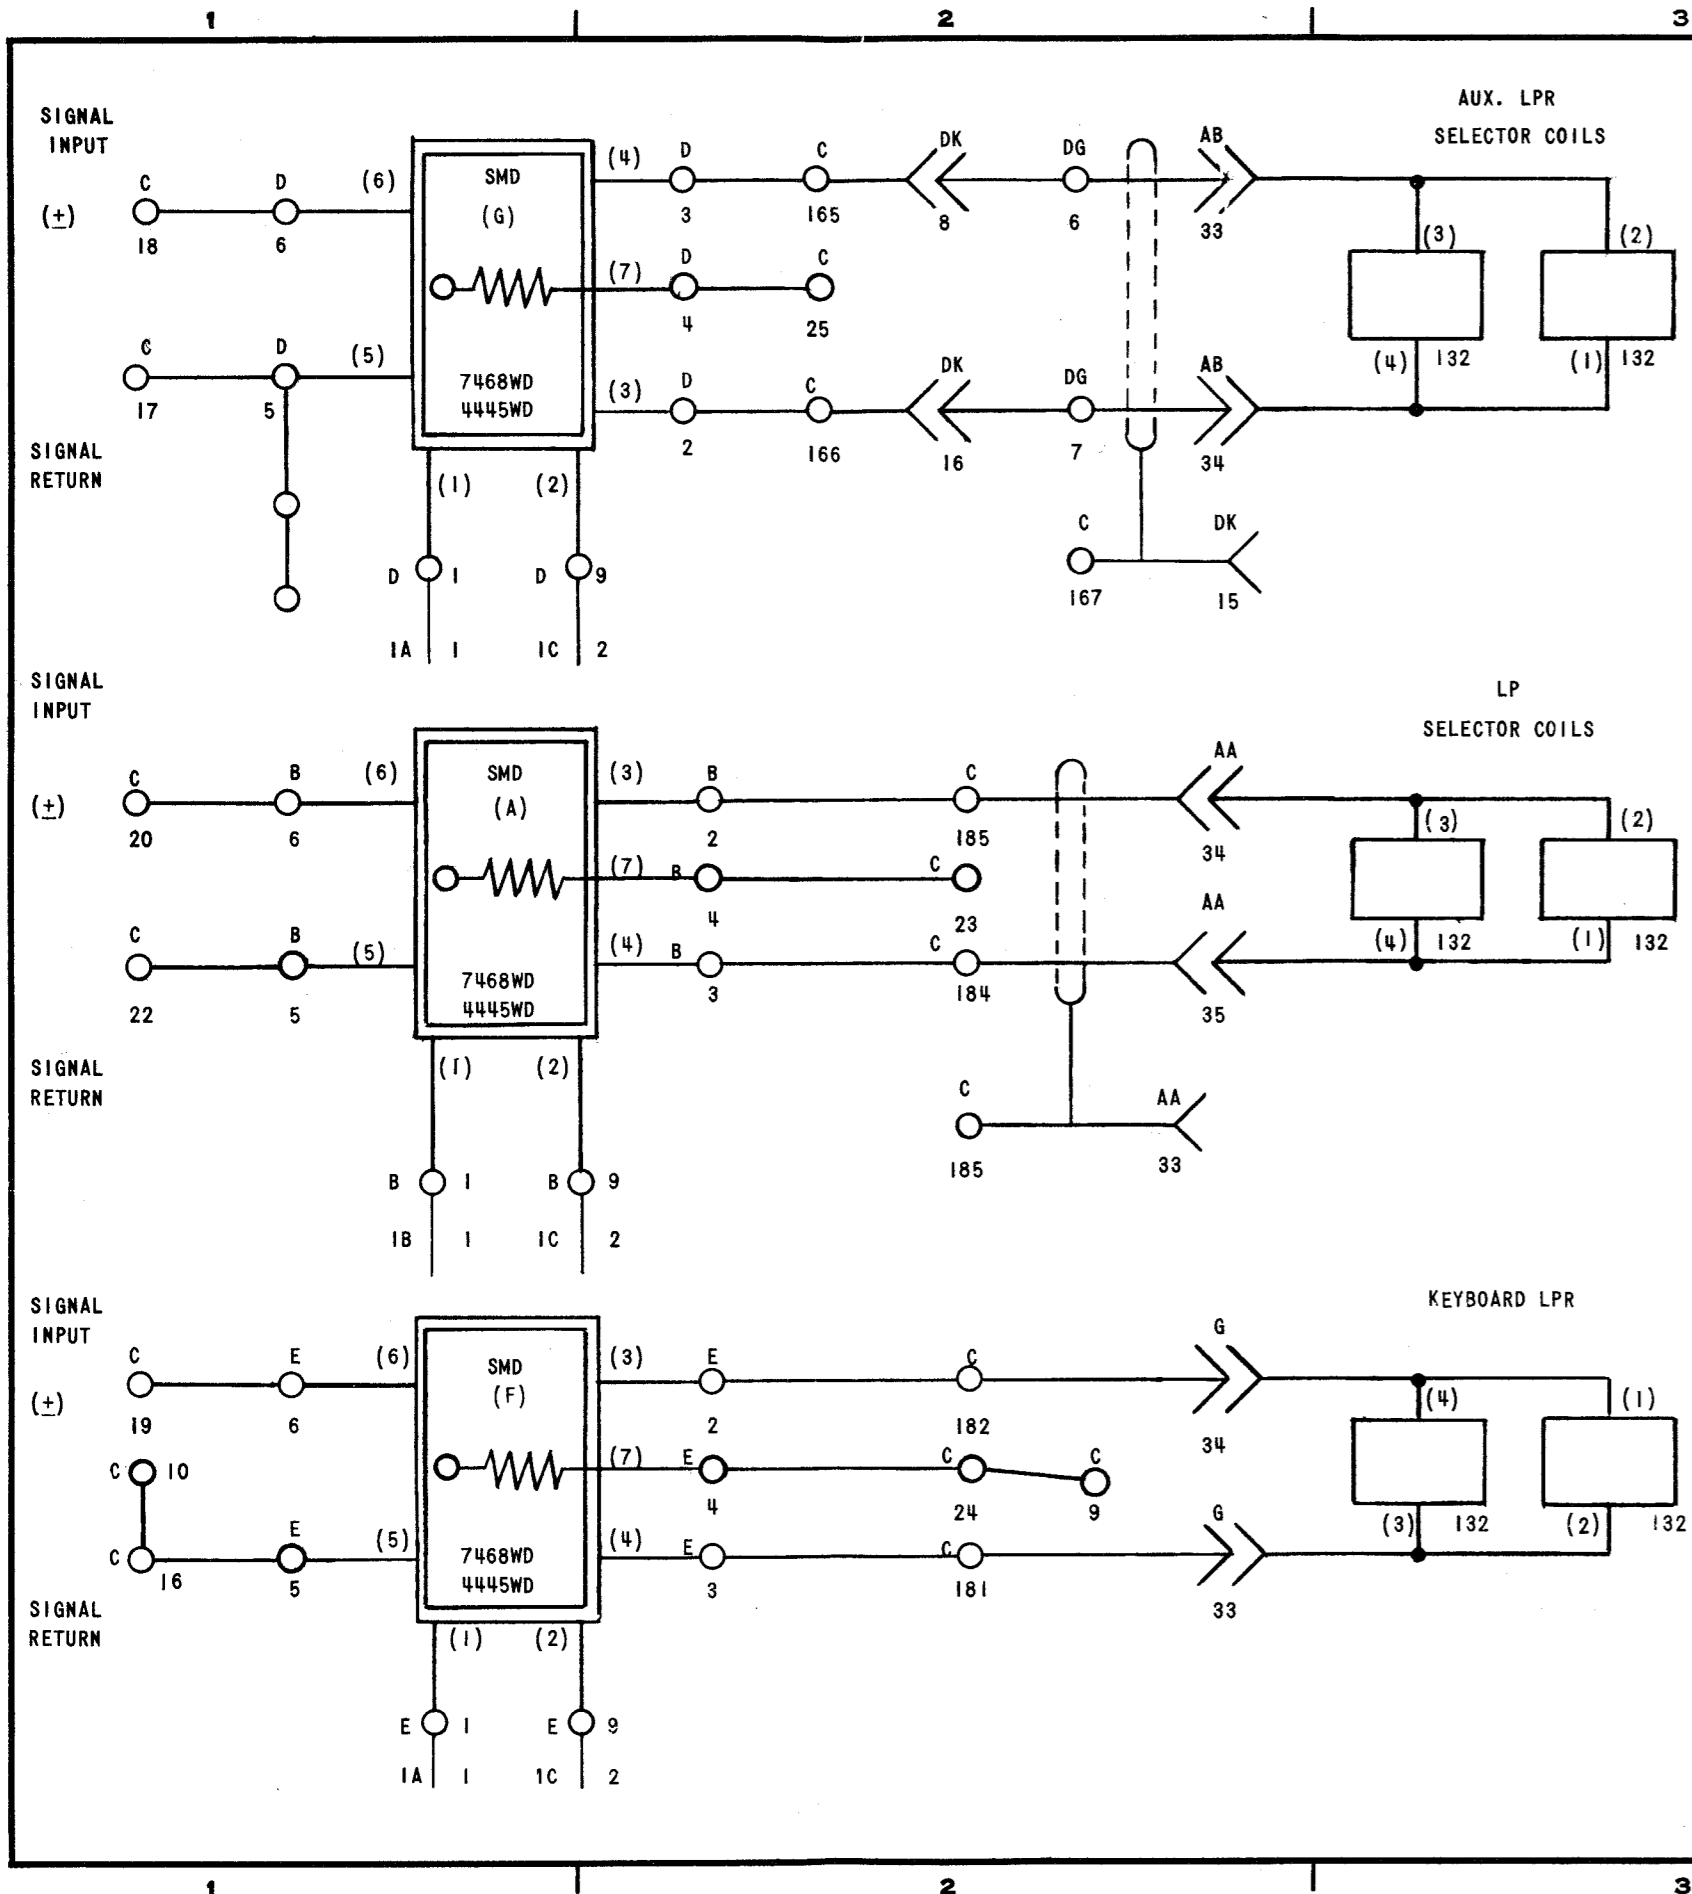 1 2 3
AUX. LPR
SELECTOR COILS
SIGNAL
INPUT
C D (6) SMD (4) D C DK DG AB
(±) (G)
18 6 3 165 8 6 33 (3) (2)
(7) D C
4 25
C D (5) (4) 132 (1) 132
7468WD (3) D C DK DG AB
4445WD
17 5 2 166 16 7 34
SIGNAL
RETURN
(1) (2)
C DK
D 1 D 9
167 15
1A 1 1C 2
SIGNAL
INPUT
LP
SELECTOR COILS
C B (6) SMD (3) B C AA
(±) (A)
20 6 2 185 34 (3) (2)
(7) B C
4 23 AA
C B (5) (4) B C (4) 132 (1) 132
7468WD
4445WD
22 5 3 184 35
SIGNAL
RETURN
(1) (2)
C AA
185 33
B 1 B 9
1B 1 1C 2
SIGNAL
INPUT
KEYBOARD LPR
C E (6) SMD (3) E C G
(±) (F)
19 6 2 182 34 (4) (1)
C 10 (7) E C C
4 24 9
E (5) (4) G (3) 132 (2) 132
C 7468WD E C
16 5 4445WD 3 181 33
SIGNAL
RETURN
(1) (2)
E 1 E 9
1A 1 1C 2
1 2 3